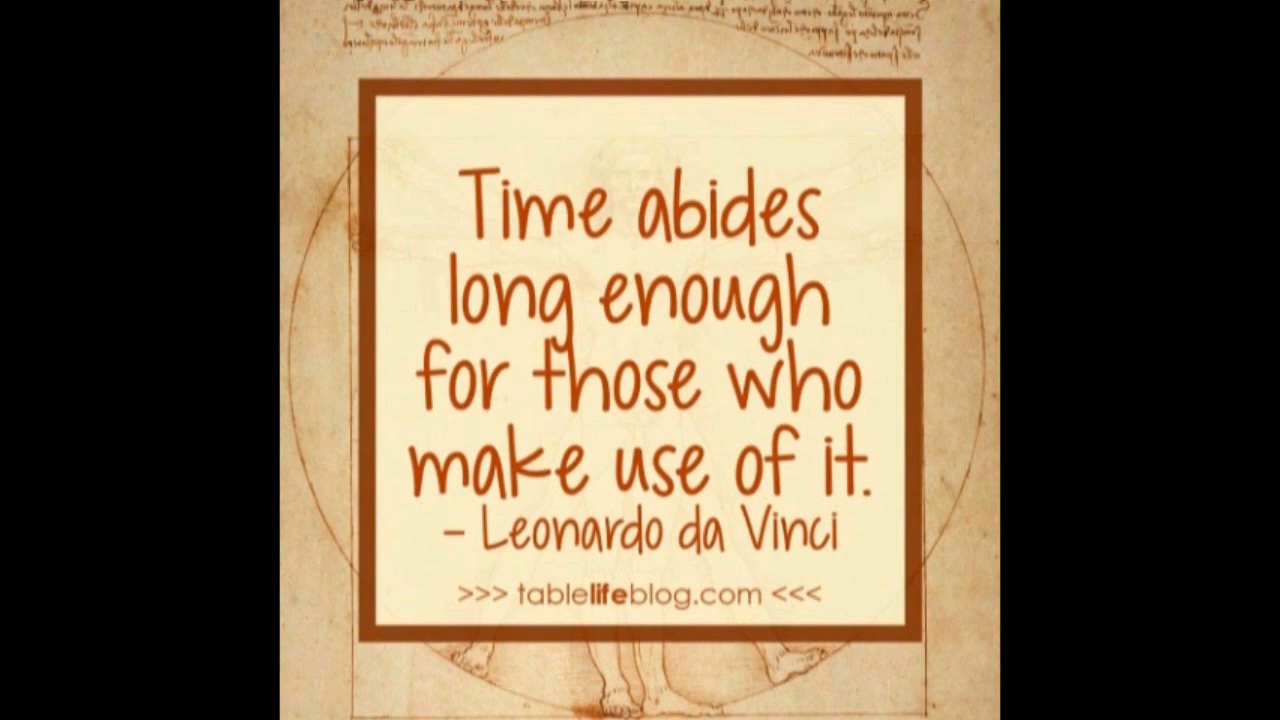 Time abides
long enough
for those who
make use of it.
- Leonardo da Vinci
>>> tablelifeblog.com <<<